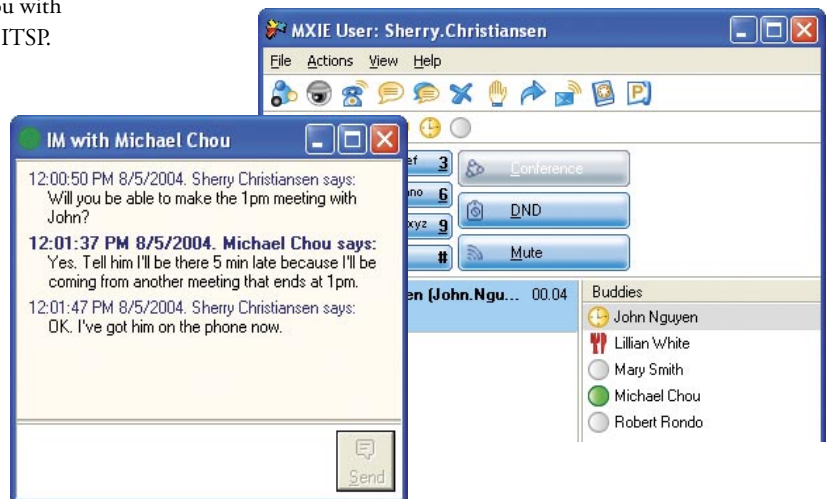 ou with
ITSP.
MXIE User: Sherry.Christiansen
File Actions View Help
IM with Michael Chou
12:00:50 PM 8/5/2004. Sherry Christiansen says:
Will you be able to make the 1pm meeting with
John?
12:01:37 PM 8/5/2004. Michael Chou says:
Yes. Tell him I'll be there 5 min late because I'll be
coming from another meeting that ends at 1pm.
12:01:47 PM 8/5/2004. Sherry Christiansen says:
OK. I've got him on the phone now.
Send
ef 3
no 6
xyz 9
#
Conference
DND
Mute
en (John.Ngu... 00.04
Buddies
John Nguyen
Lillian White
Mary Smith
Michael Chou
Robert Rondo